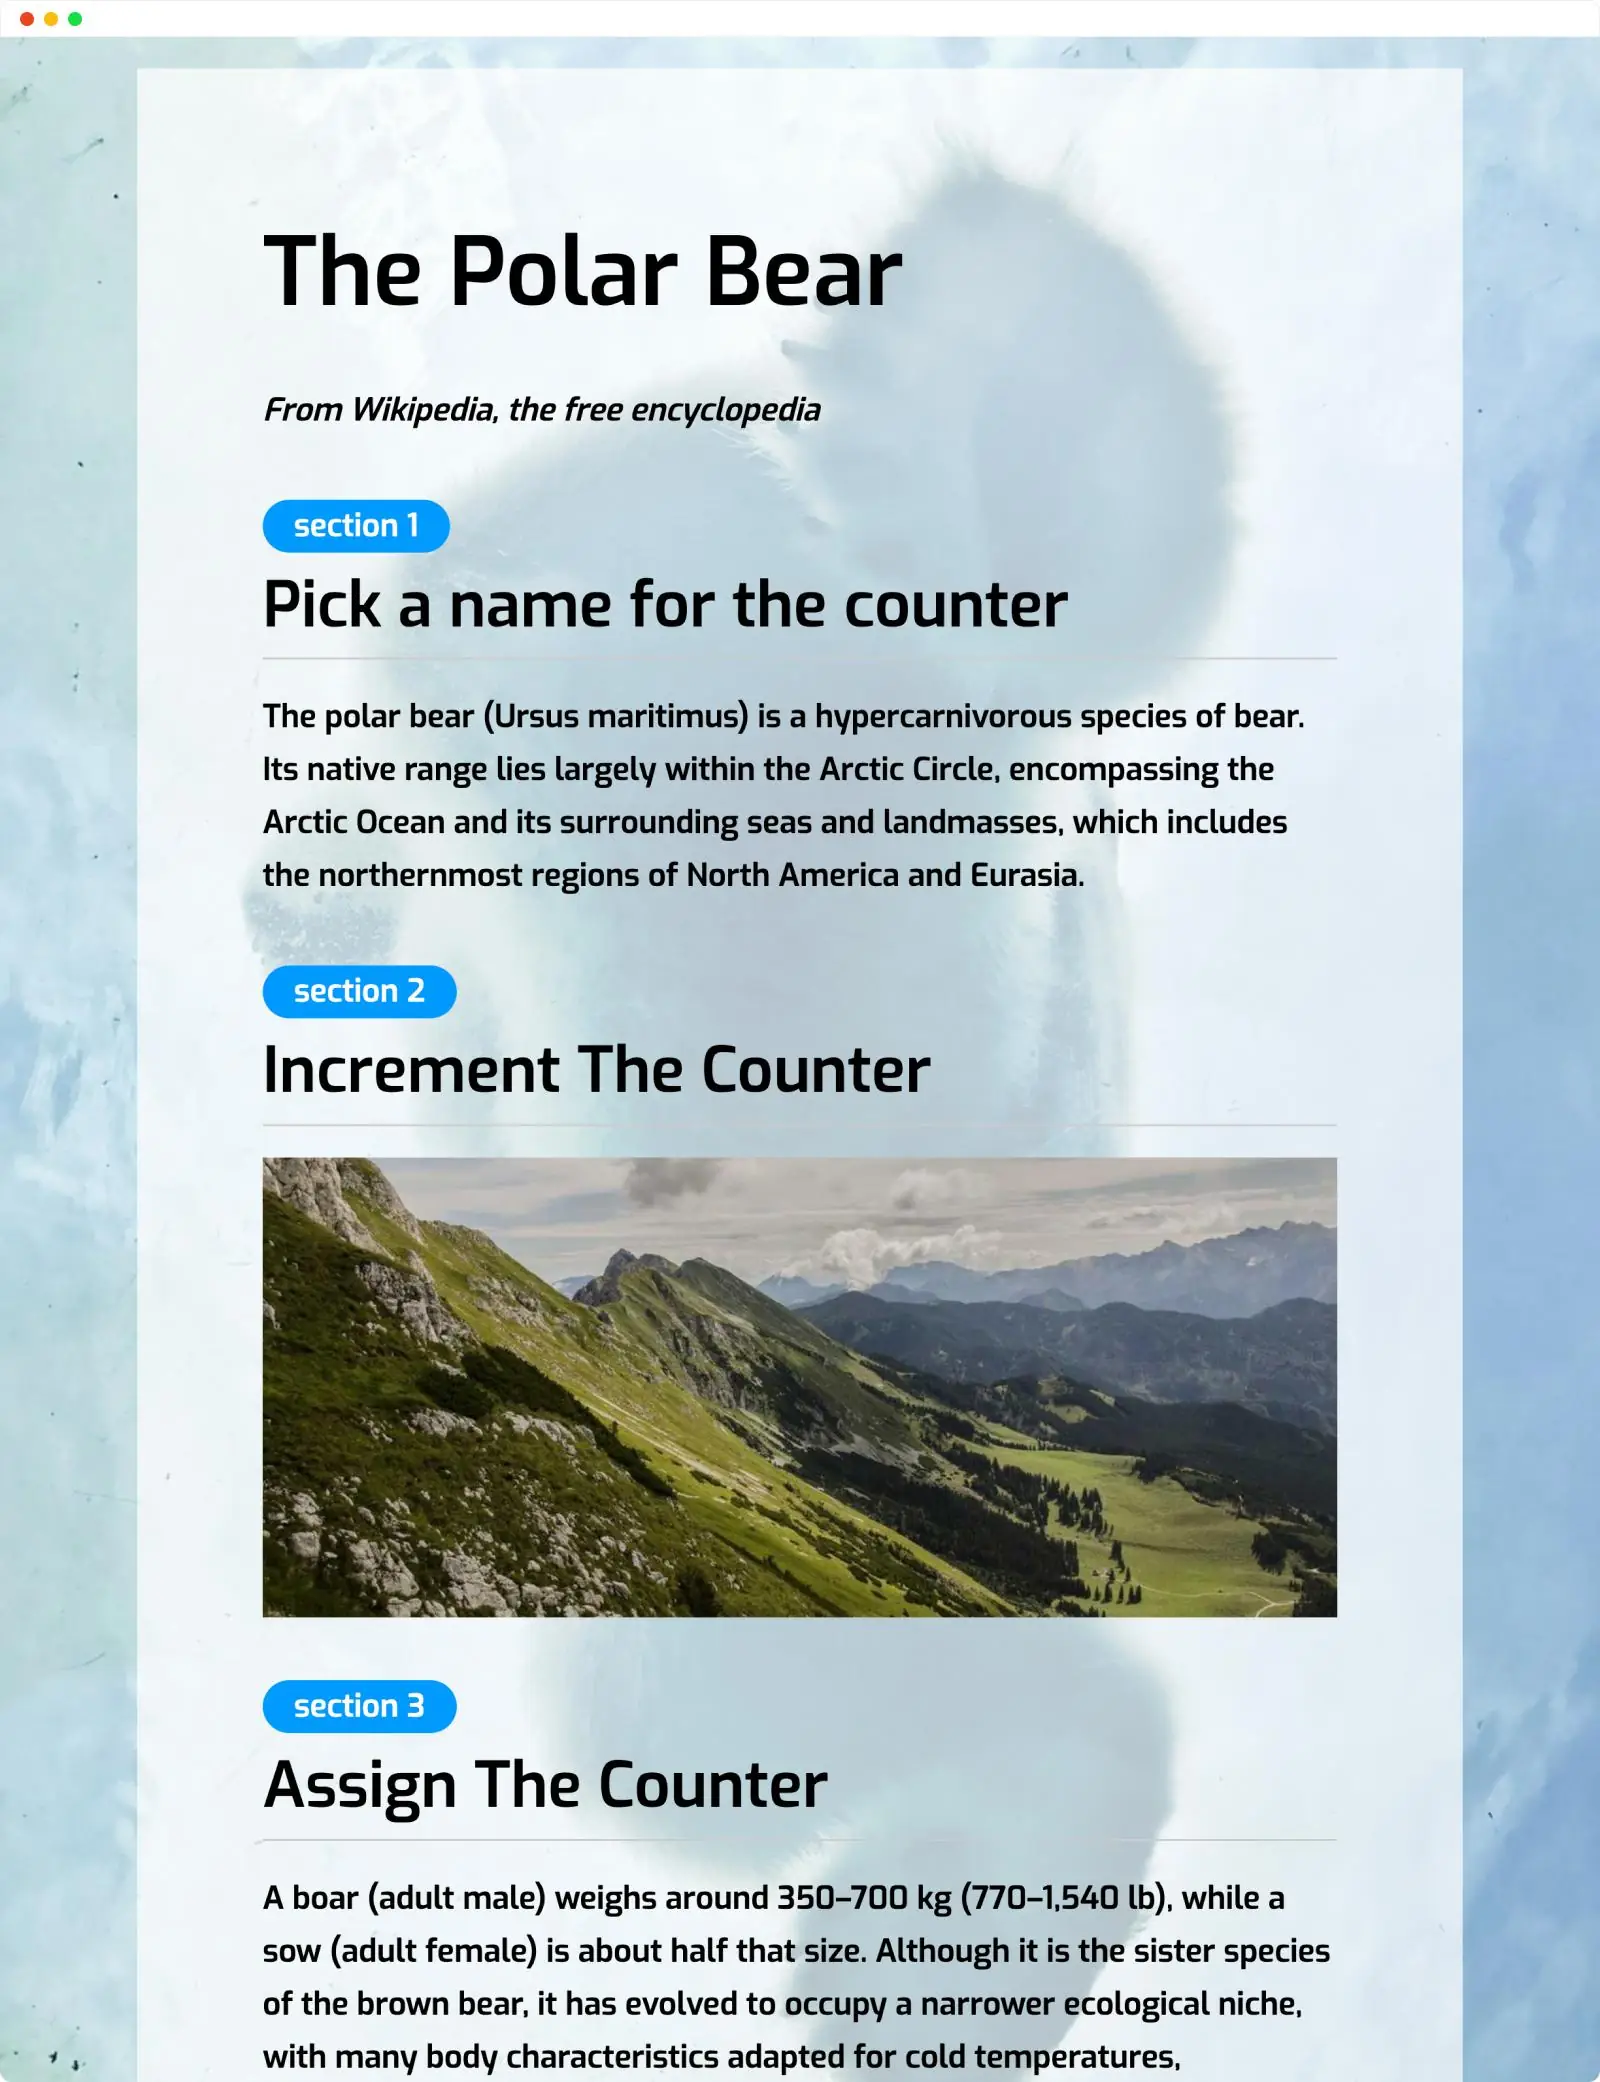 The Polar Bear
From Wikipedia, the free encyclopedia
section 1
Pick a name for the counter
The polar bear (Ursus maritimus) is a hypercarnivorous species of bear.
Its native range lies largely within the Arctic Circle, encompassing the
Arctic Ocean and its surrounding seas and landmasses, which includes
the northernmost regions of North America and Eurasia.
section 2
Increment The Counter
section 3
Assign The Counter
A boar (adult male) weighs around 350–700 kg (770–1,540 lb), while a
sow (adult female) is about half that size. Although it is the sister species
of the brown bear, it has evolved to occupy a narrower ecological niche,
with many body characteristics adapted for cold temperatures,